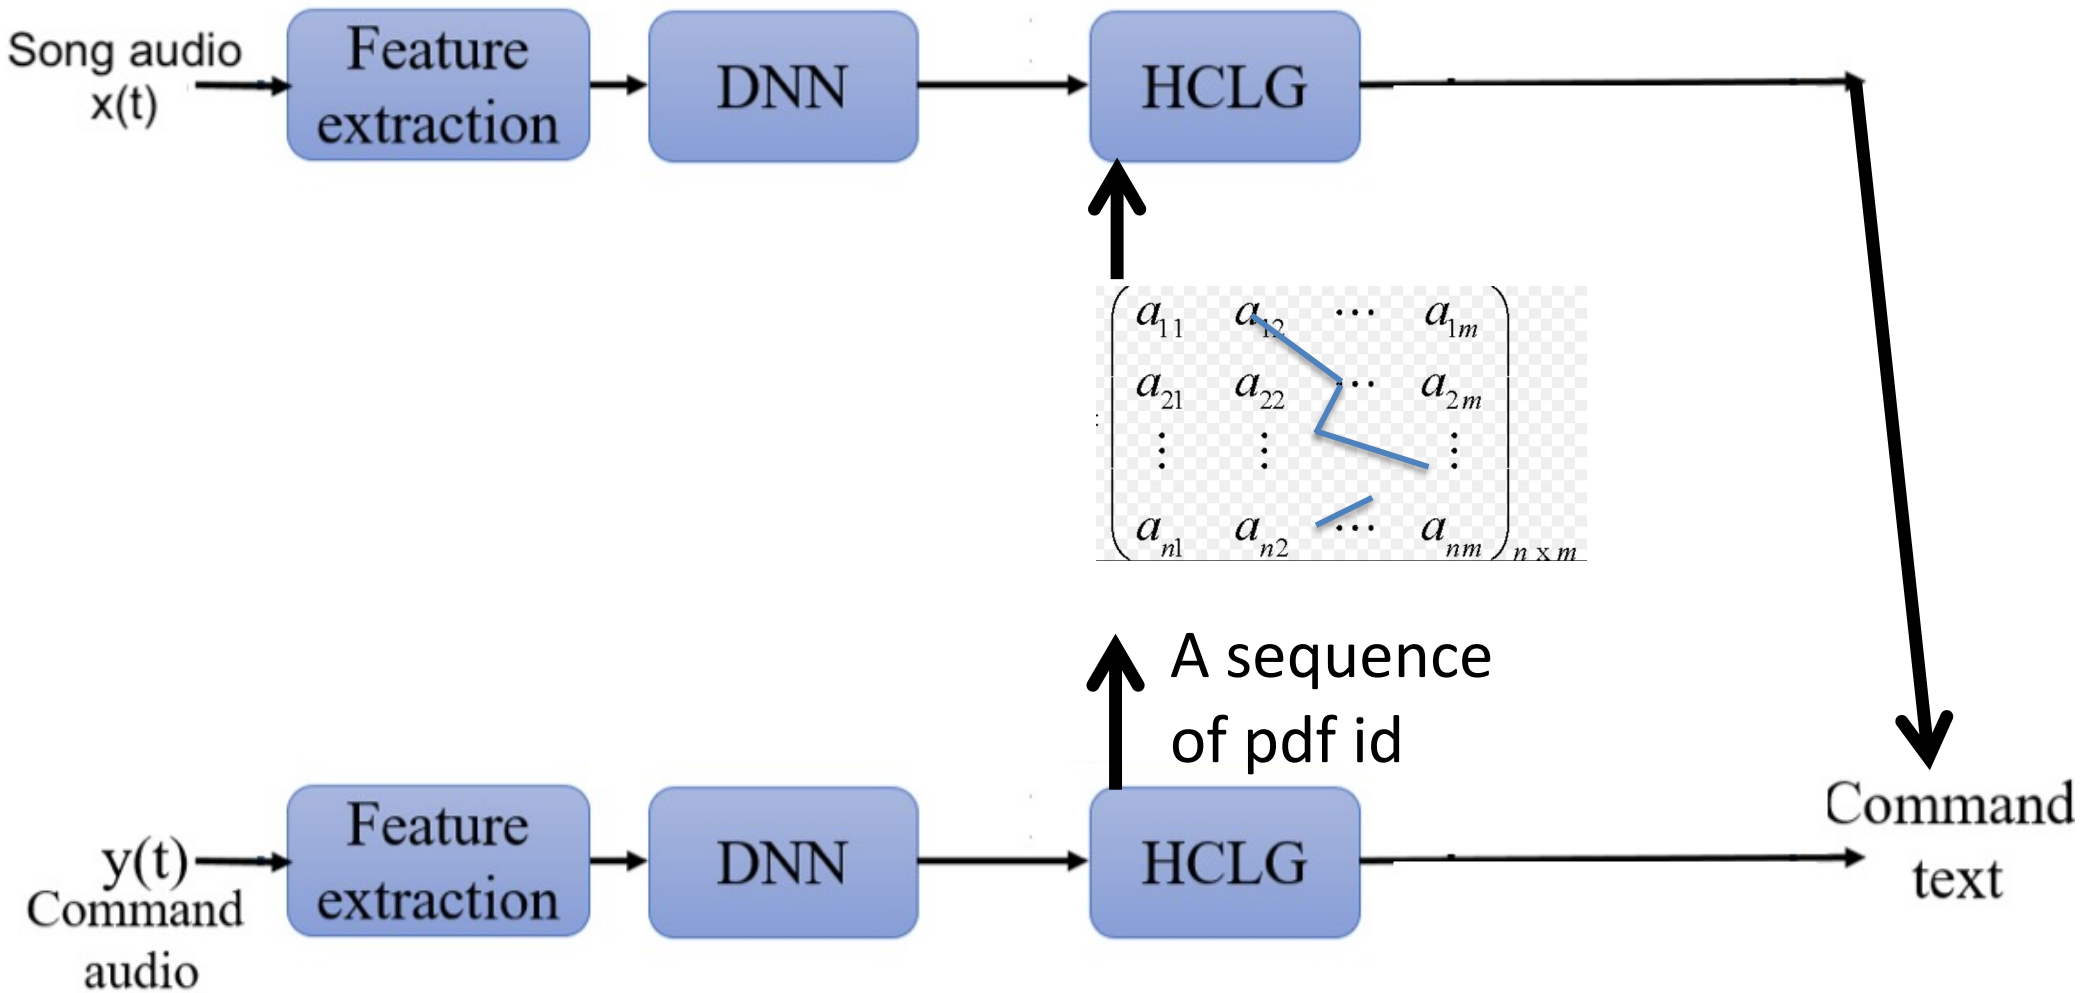 Song audio
x(t)
Feature
extraction
DNN
HCLG
a11 a12 ... a1m
a21 a22 ... a2m
⋮ ⋮ ⋮
an1 an2 ... anm
n x m
A sequence
of pdf id
y(t)
Command
audio
Feature
extraction
DNN
HCLG
Command
text